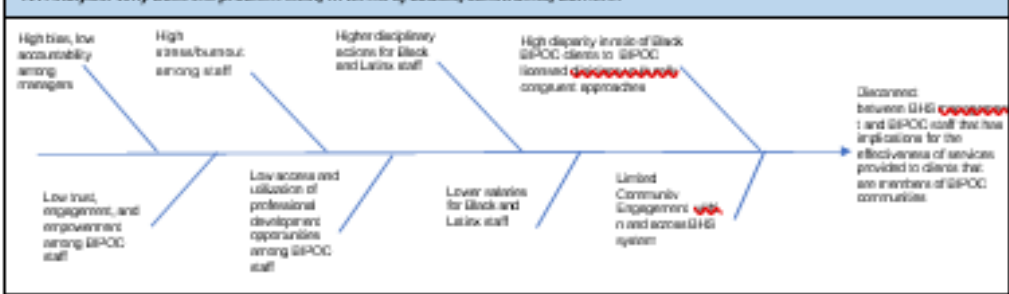 High bias, low
accountability
among
managers
High
stress/burnout
among staff
Higher disciplinary
actions for Black
and Latinx staff
High disparity in ratio of Black
BIPOC clients to BIPOC
licensed
congruent approaches
Disconnect
between BHS
t and BIPOC staff that has
implications for the
effectiveness of services
provided to clients that
are members of BIPOC
communities
Low trust,
engagement, and
empowerment
among BIPOC
staff
Low access and
utilization of
professional
development
opportunities
among BIPOC
staff
Lower salaries
for Black and
Latinx staff
Limited
Community
Engagement
n and across BHS
system